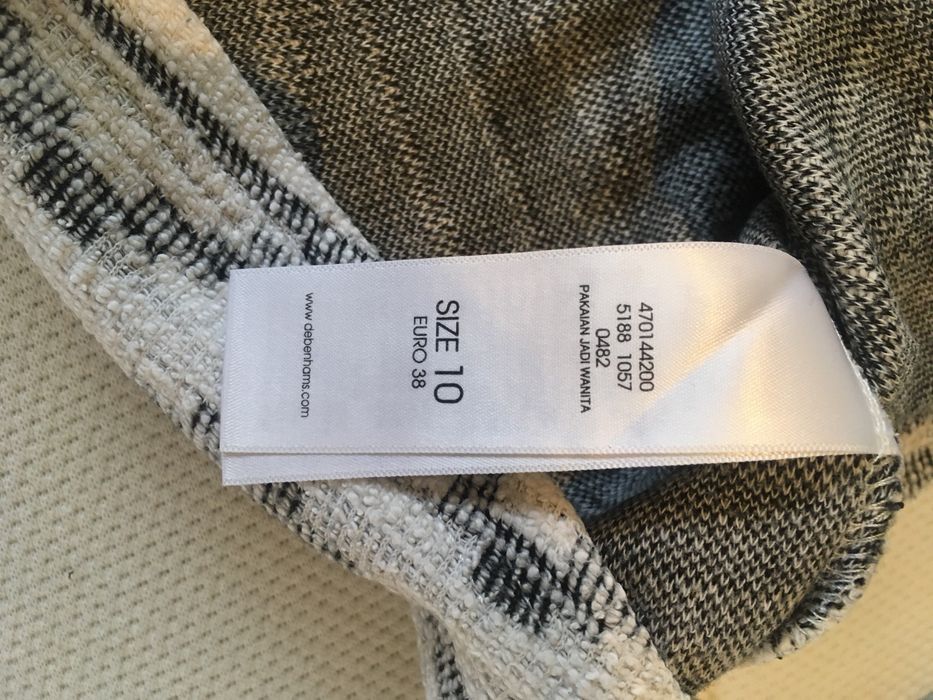 470144200
5188 1057
0482
PAKAIAN JADI WANITA
SIZE 10
EURO 38
www.debenhams.com